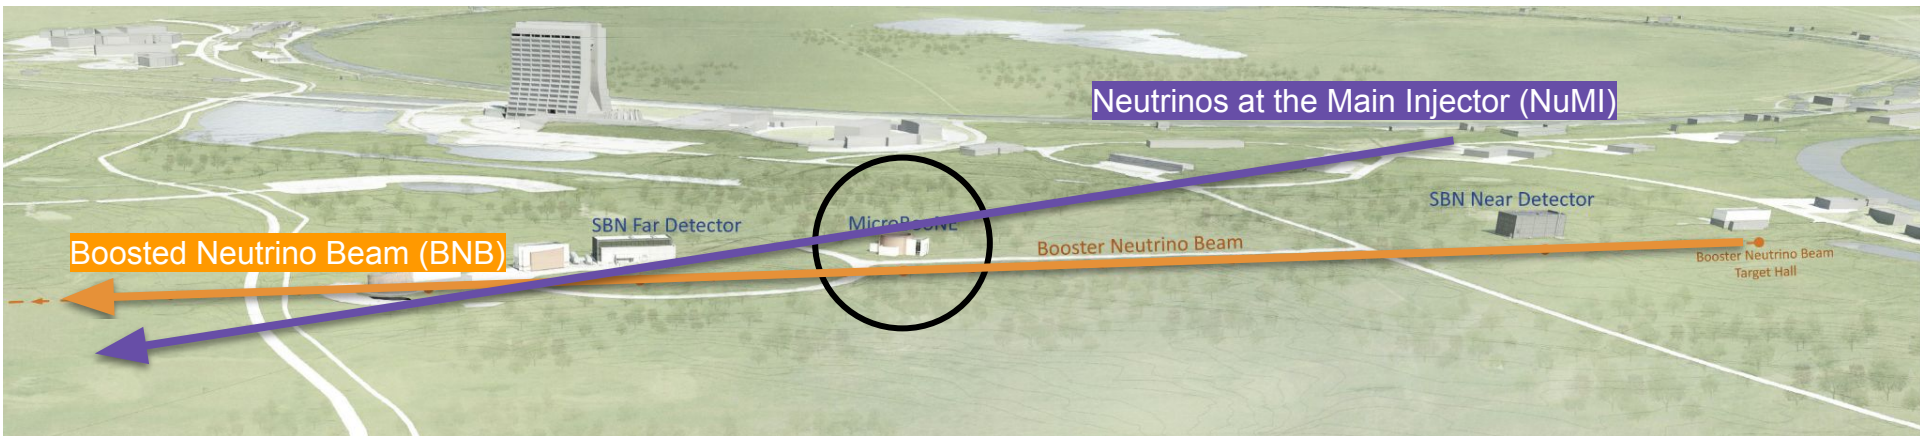 Neutrinos at the Main Injector (NuMI)
SBN Near Detector
SBN Far Detector
MicroBooNE
Boosted Neutrino Beam (BNB)
Booster Neutrino Beam
Booster Neutrino Beam
Target Hall